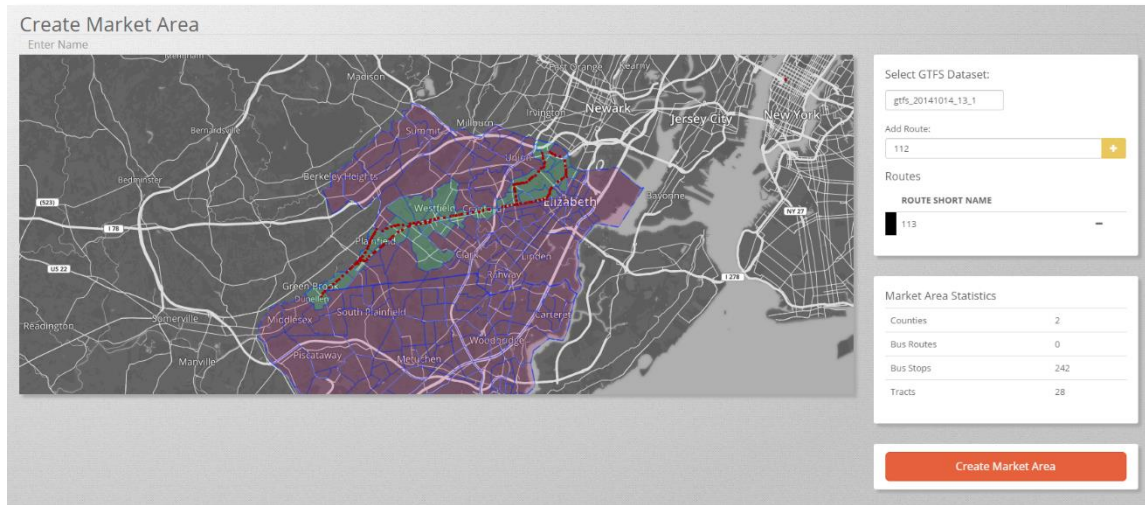 Create Market Area
Enter Name
Madison
East Orange
Kearny
Newark
Irvington
Jersey City
New York
Millburn
Summit
Bernardsville
Union
Berkeley Heights
Bedminster
Elizabeth
Bayonne
(523)
Westfield
Cranford
NY 27
I 78
Plainfield
Clark
Linden
US 22
Rahway
I 278
Green Brook
Dunellen
Somerville
South Plainfield
Carteret
Middlesex
Readington
Woodbridge
Piscataway
Metuchen
Manville
Select GTFS Dataset:
gtfs_20141014_13_1
Add Route:
112
+
Routes
ROUTE SHORT NAME
113 –
Market Area Statistics
Counties 2
Bus Routes 0
Bus Stops 242
Tracts 28
Create Market Area